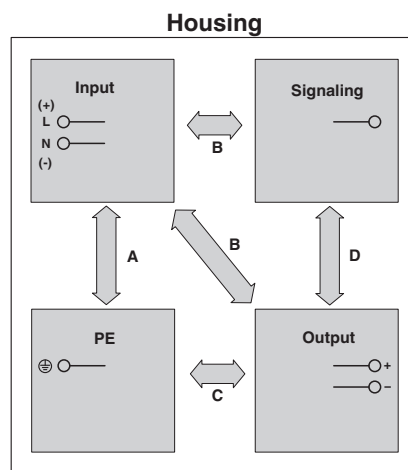 Housing
Input
(+)
L
N
(-)
Signaling
B
A
B
D
PE
C
Output
+
–